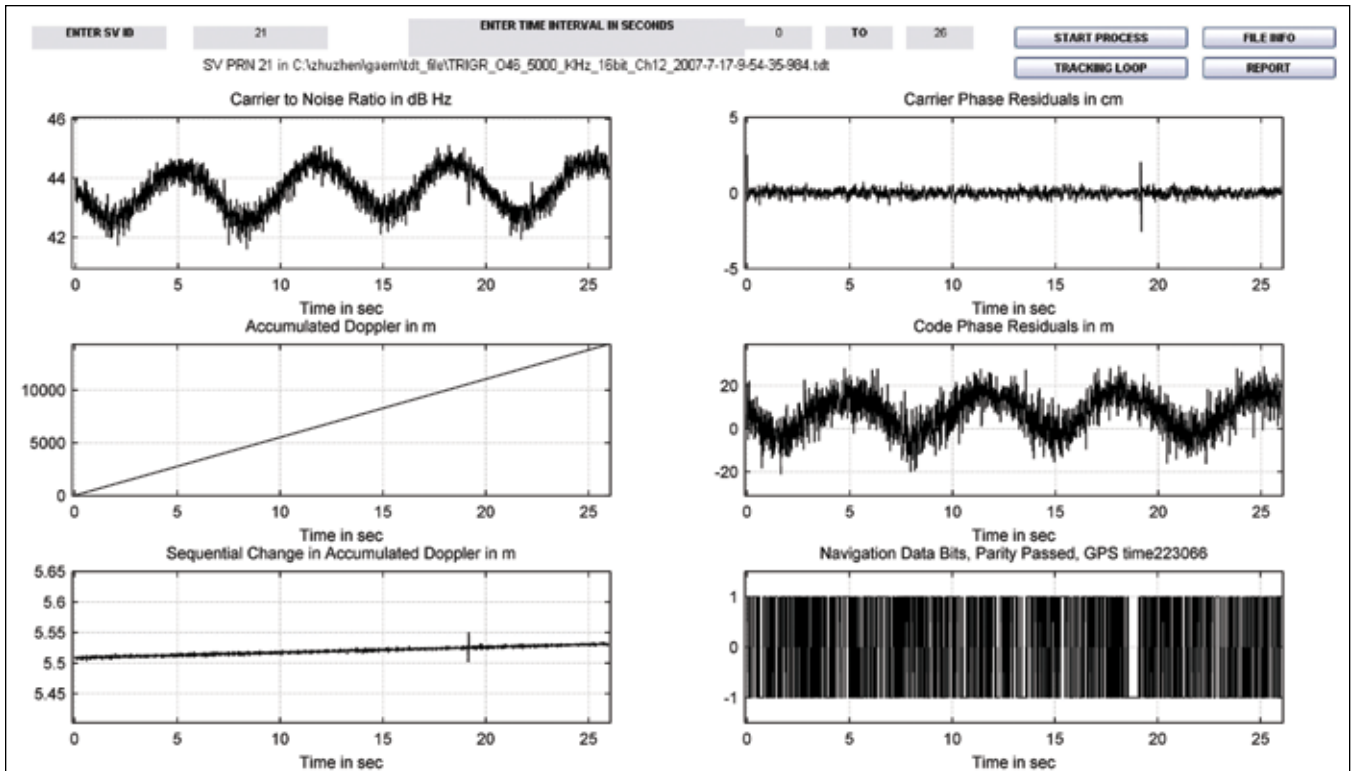 ENTER SV ID 21 ENTER TIME INTERVAL IN SECONDS 0 TO 26 START PROCESS FILE INFO
SV PRN 21 in C:\zhuzhen\gaem\tdt_file\TRIGR_O46_5000_KHz_16bit_Ch12_2007-7-17-9-54-35-984.tdt TRACKING LOOP REPORT
Carrier to Noise Ratio in dB Hz
46
44
42
0 5 10 15 20 25
Time in sec
Carrier Phase Residuals in cm
5
0
-5
0 5 10 15 20 25
Time in sec
Accumulated Doppler in m
10000
5000
0
0 5 10 15 20 25
Time in sec
Code Phase Residuals in m
20
0
-20
0 5 10 15 20 25
Time in sec
Sequential Change in Accumulated Doppler in m
5.65
5.6
5.55
5.5
5.45
0 5 10 15 20 25
Time in sec
Navigation Data Bits, Parity Passed, GPS time223066
1
0
-1
0 5 10 15 20 25
Time in sec